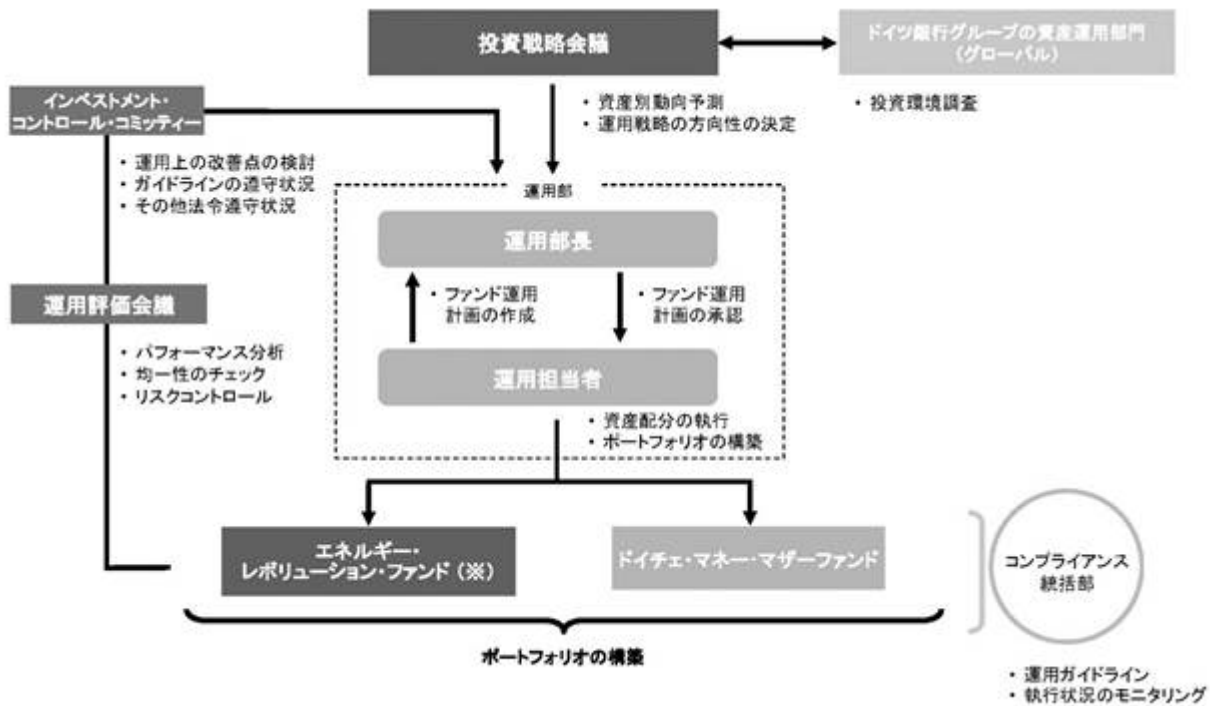 投資戦略会議
ドイツ銀行グループの資産運用部門
(グローバル)
・資産別動向予測
・運用戦略の方向性の決定
・投資環境調査
インベストメント・
コントロール・コミッティー
・運用上の改善点の検討
・ガイドラインの遵守状況
・その他法令遵守状況
運用部
運用部長
・ファンド運用
計画の作成
・ファンド運用
計画の承認
運用評価会議
・パフォーマンス分析
・均一性のチェック
・リスクコントロール
運用担当者
・資産配分の執行
・ポートフォリオの構築
エネルギー・
レボリューション・ファンド(※)
ドイチェ・マネー・マザーファンド
コンプライアンス
統括部
ポートフォリオの構築
・運用ガイドライン
・執行状況のモニタリング